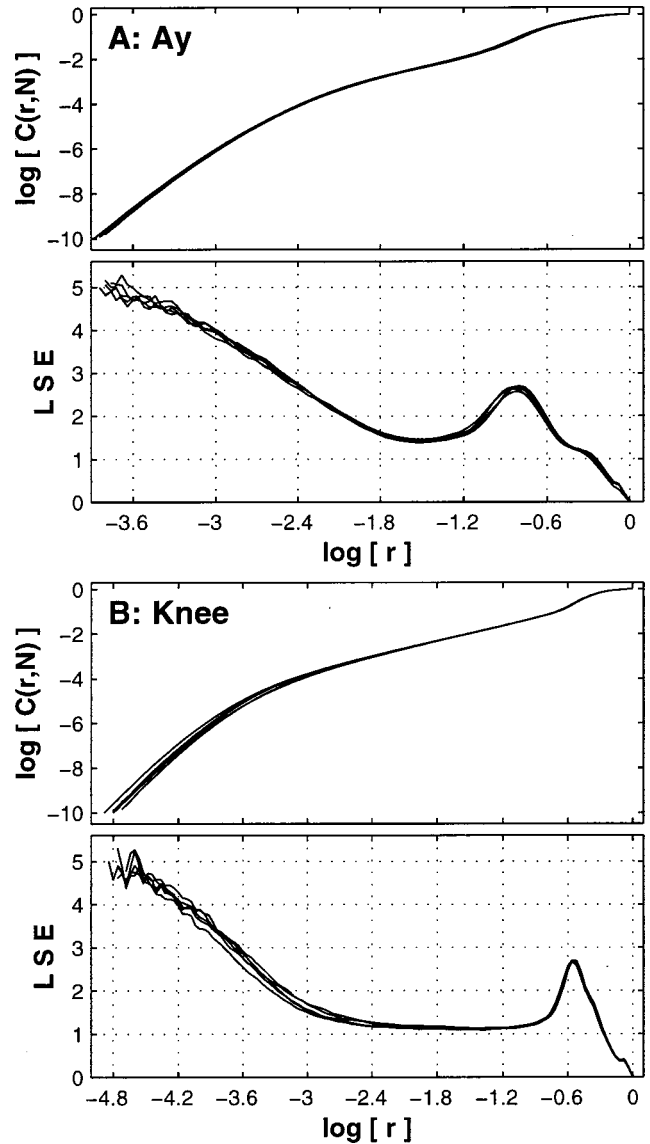 A: Ay
log [ C(r,N) ]
0
−2
−4
−6
−8
−10
L S E
5
4
3
2
1
0
−3.6 −3 −2.4 −1.8 −1.2 −0.6 0
log [ r ]
B: Knee
log [ C(r,N) ]
0
−2
−4
−6
−8
−10
L S E
5
4
3
2
1
0
−4.8 −4.2 −3.6 −3 −2.4 −1.8 −1.2 −0.6 0
log [ r ]